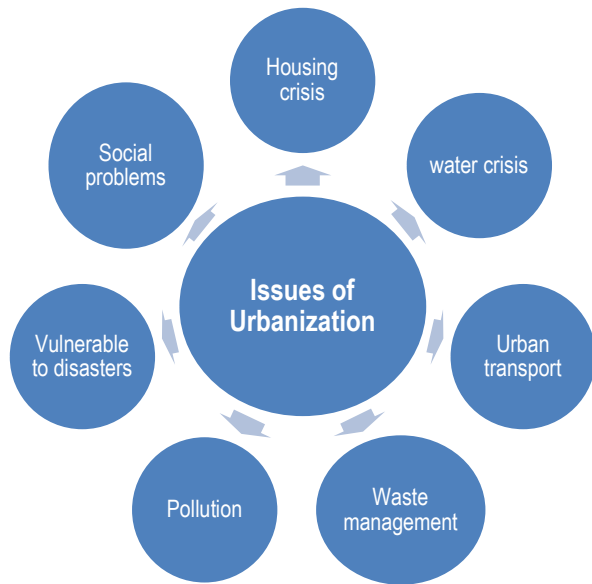 Housing
crisis
water crisis
Urban
transport
Waste
management
Pollution
Vulnerable
to disasters
Social
problems
Issues of
Urbanization